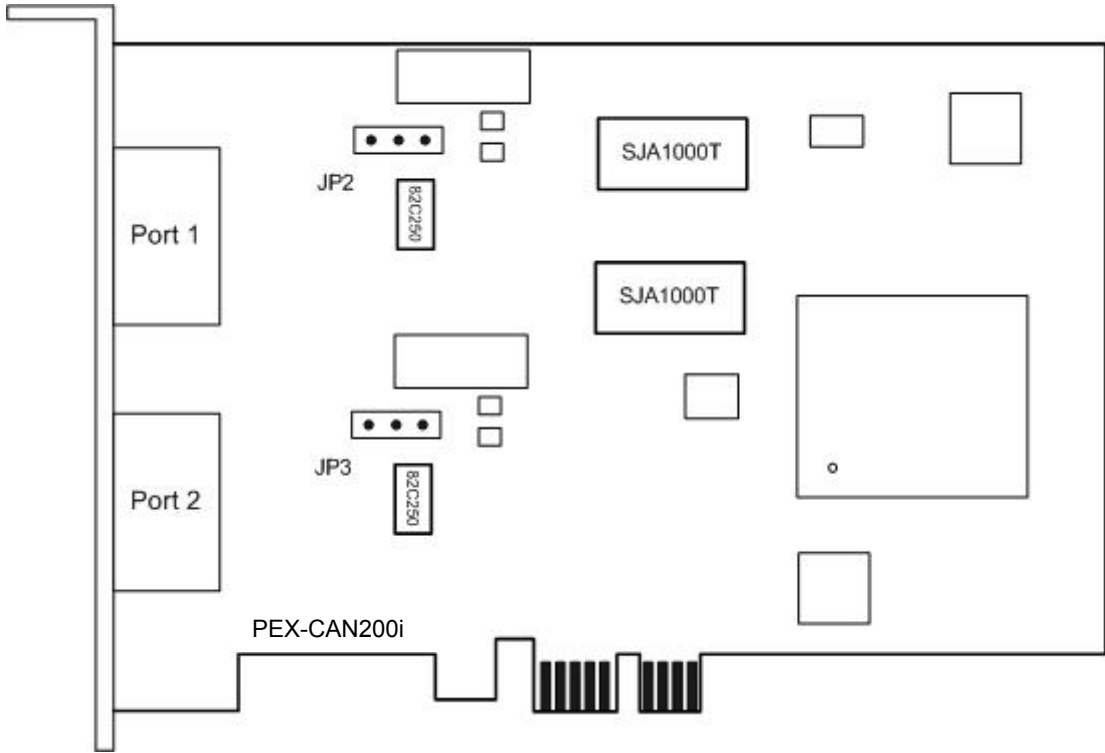 SJA1000T
JP2
82C250
Port 1
SJA1000T
JP3
82C250
Port 2
PEX-CAN200i